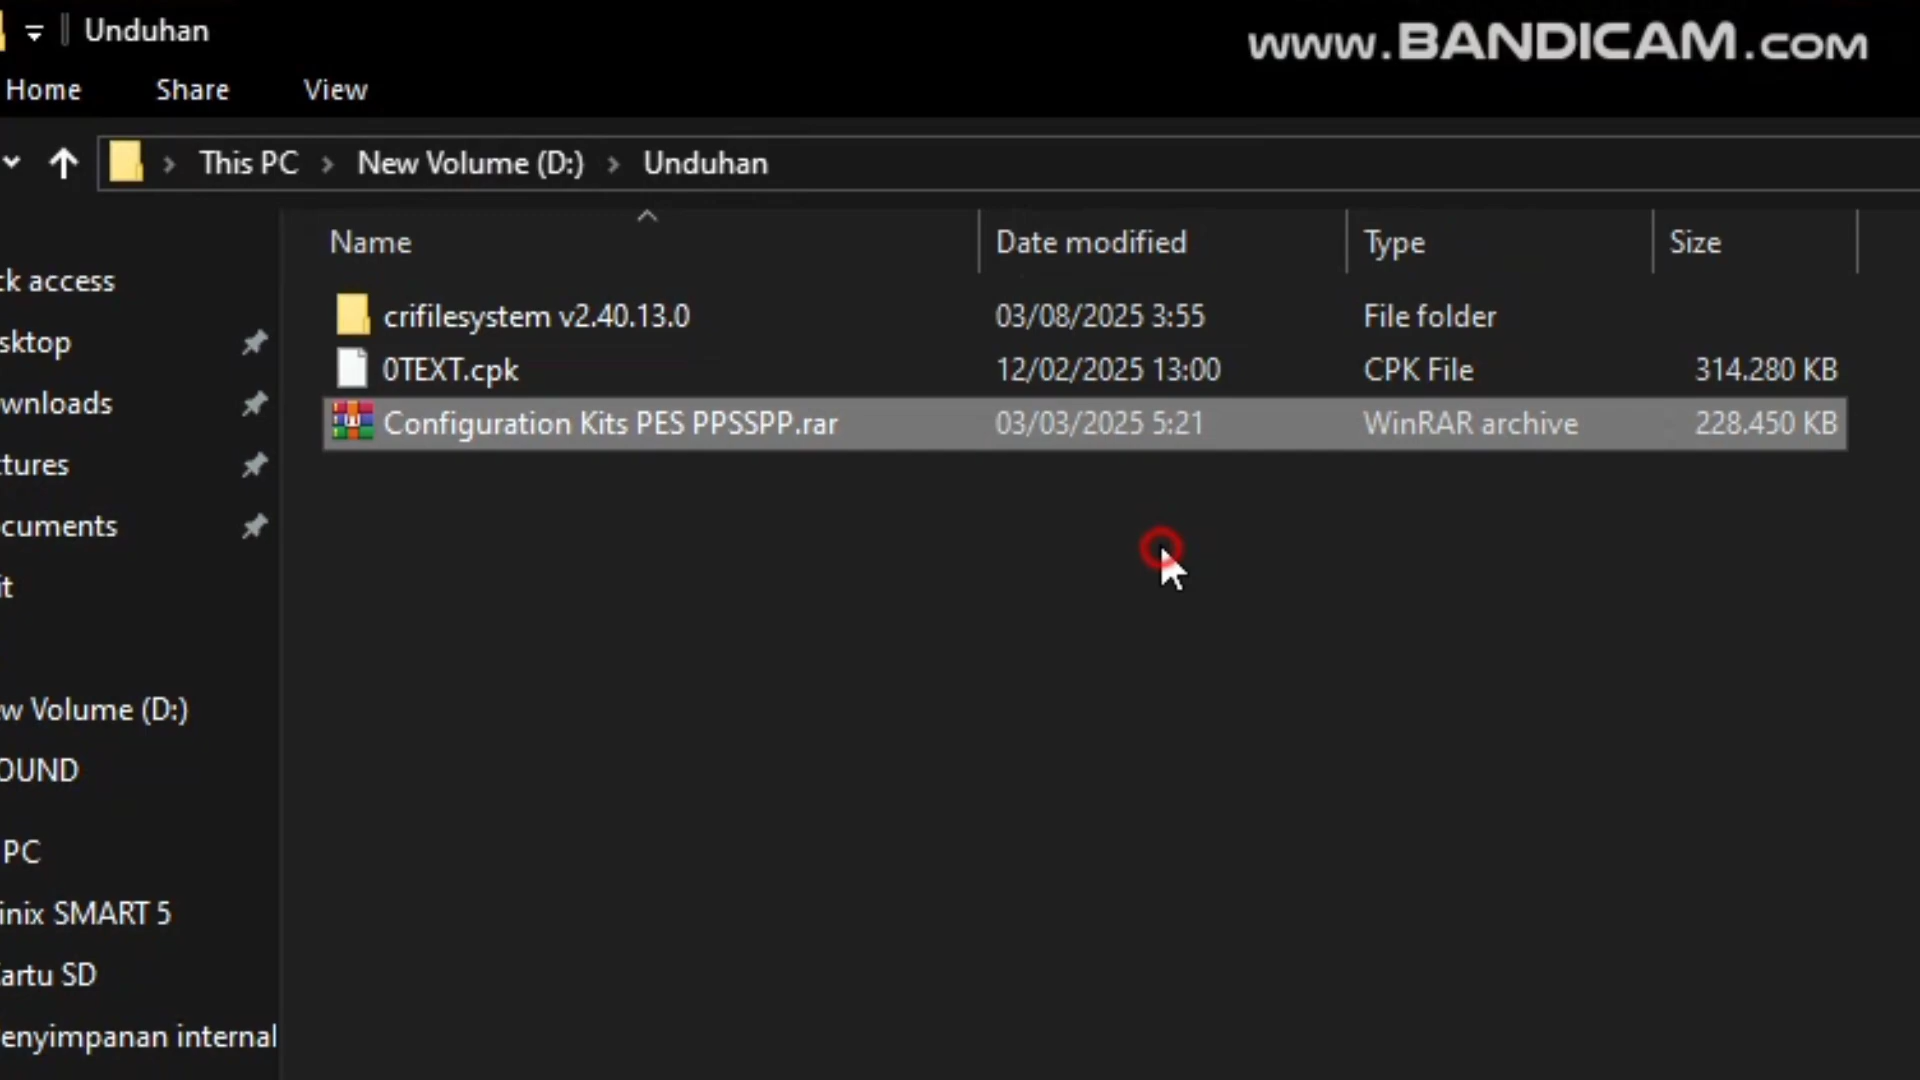 Unduhan
www.BANDICAM.com
Home Share View
This PC New Volume (D:) Unduhan
Name Date modified Type Size
ck access
crifilesystem v2.40.13.0 03/08/2025 3:55 File folder
sktop
0TEXT.cpk 12/02/2025 13:00 CPK File 314.280 KB
wnloads
Configuration Kits PES PPSSPP.rar 03/03/2025 5:21 WinRAR archive 228.450 KB
tures
cuments
it
w Volume (D:)
OUND
PC
inix SMART 5
artu SD
enyimpanan internal